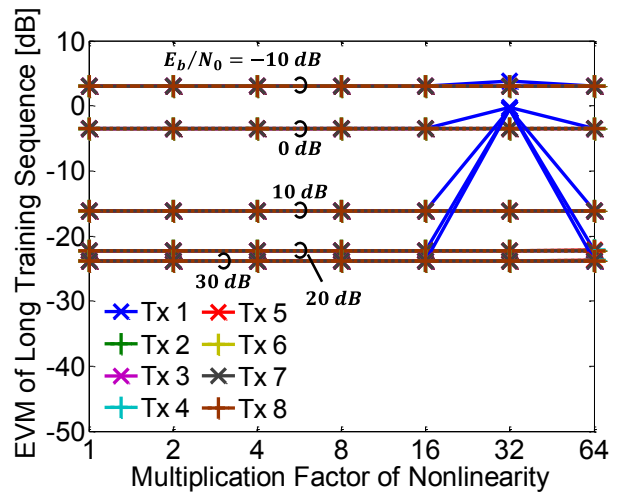 EVM of Long Training Sequence [dB]
10
0
-10
-20
-30
-40
-50
E_b/N_0 = −10 dB
0 dB
10 dB
30 dB
20 dB
Tx 1
Tx 5
Tx 2
Tx 6
Tx 3
Tx 7
Tx 4
Tx 8
1
2
4
8
16
32
64
Multiplication Factor of Nonlinearity